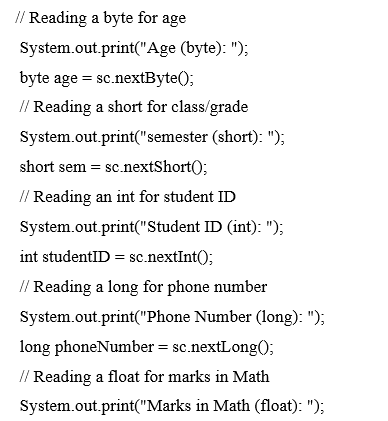 // Reading a byte for age
System.out.print("Age (byte): ");
byte age = sc.nextByte();
// Reading a short for class/grade
System.out.print("semester (short): ");
short sem = sc.nextShort();
// Reading an int for student ID
System.out.print("Student ID (int): ");
int studentID = sc.nextInt();
// Reading a long for phone number
System.out.print("Phone Number (long): ");
long phoneNumber = sc.nextLong();
// Reading a float for marks in Math
System.out.print("Marks in Math (float): ");